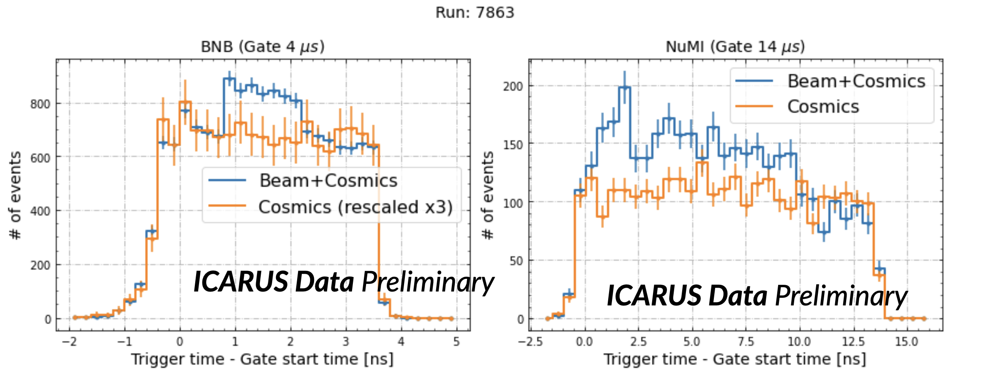 Run: 7863
BNB (Gate 4 μs)
# of events
800
600
400
200
0
Beam+Cosmics
Cosmics (rescaled x3)
ICARUS Data Preliminary
−2 −1 0 1 2 3 4 5
Trigger time - Gate start time [ns]
NuMI (Gate 14 μs)
# of events
200
150
100
50
0
Beam+Cosmics
Cosmics
ICARUS Data Preliminary
−2.5 0.0 2.5 5.0 7.5 10.0 12.5 15.0
Trigger time - Gate start time [ns]